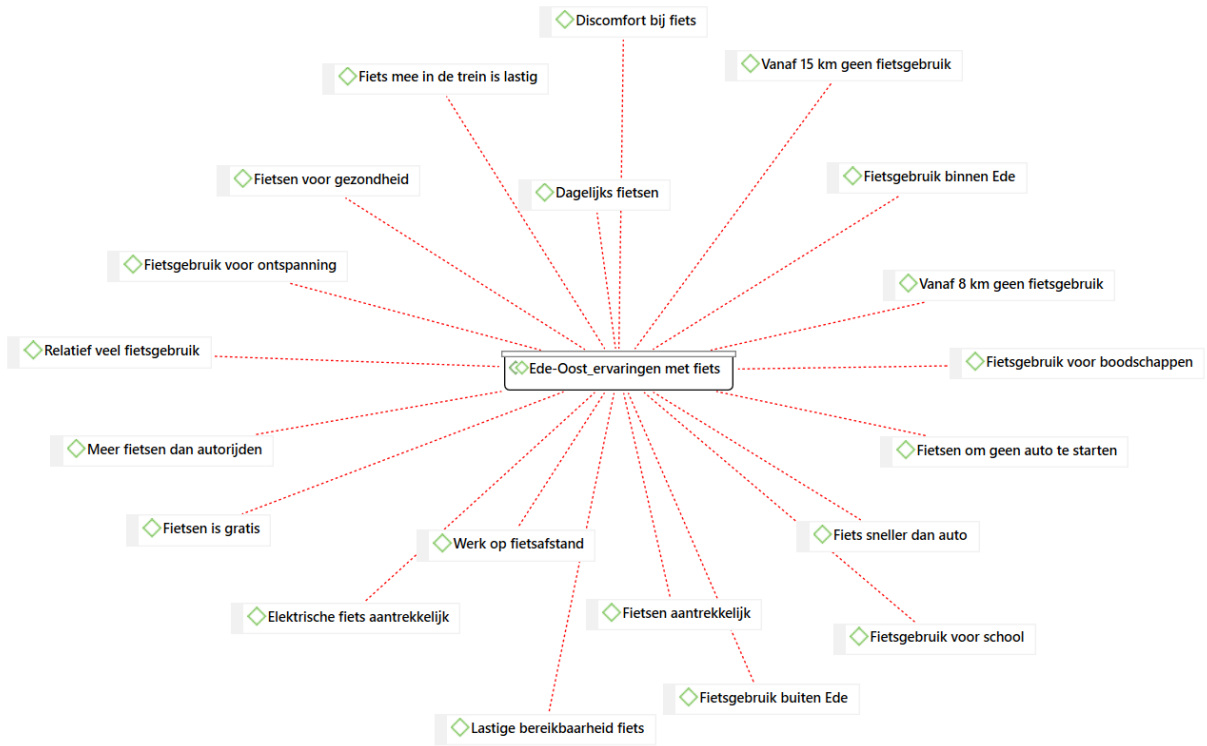 Discomfort bij fiets
Vanaf 15 km geen fietsgebruik
Fiets mee in de trein is lastig
Fietsen voor gezondheid
Dagelijks fietsen
Fietsgebruik binnen Ede
Fietsgebruik voor ontspanning
Vanaf 8 km geen fietsgebruik
Relatief veel fietsgebruik
Ede-Oost_ervaringen met fiets
Fietsgebruik voor boodschappen
Meer fietsen dan autorijden
Fietsen om geen auto te starten
Fietsen is gratis
Werk op fietsafstand
Fiets sneller dan auto
Elektrische fiets aantrekkelijk
Fietsen aantrekkelijk
Fietsgebruik voor school
Fietsgebruik buiten Ede
Lastige bereikbaarheid fiets